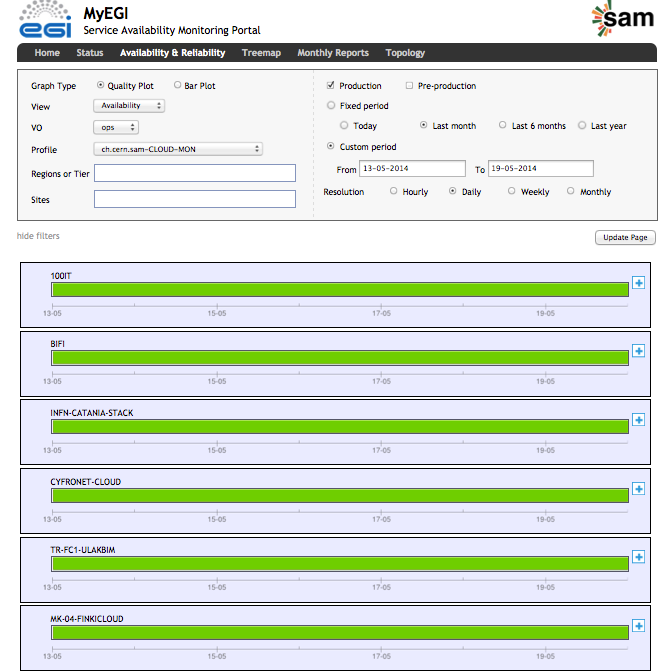 egi
MyEGI
Service Availability Monitoring Portal
sam
Home Status Availability & Reliability Treemap Monthly Reports Topology
Graph Type Quality Plot Bar Plot
View Availability
VO ops
Profile ch.cern.sam-CLOUD-MON
Regions or Tier
Sites
Production Pre-production
Fixed period
Today Last month Last 6 months Last year
Custom period
From 13-05-2014 To 19-05-2014
Resolution Hourly Daily Weekly Monthly
hide filters
Update Page
100IT
13-05 15-05 17-05 19-05
BIFI
13-05 15-05 17-05 19-05
INFN-CATANIA-STACK
13-05 15-05 17-05 19-05
CYFRONET-CLOUD
13-05 15-05 17-05 19-05
TR-FC1-ULAKBIM
13-05 15-05 17-05 19-05
MK-04-FINKICLOUD
13-05 15-05 17-05 19-05